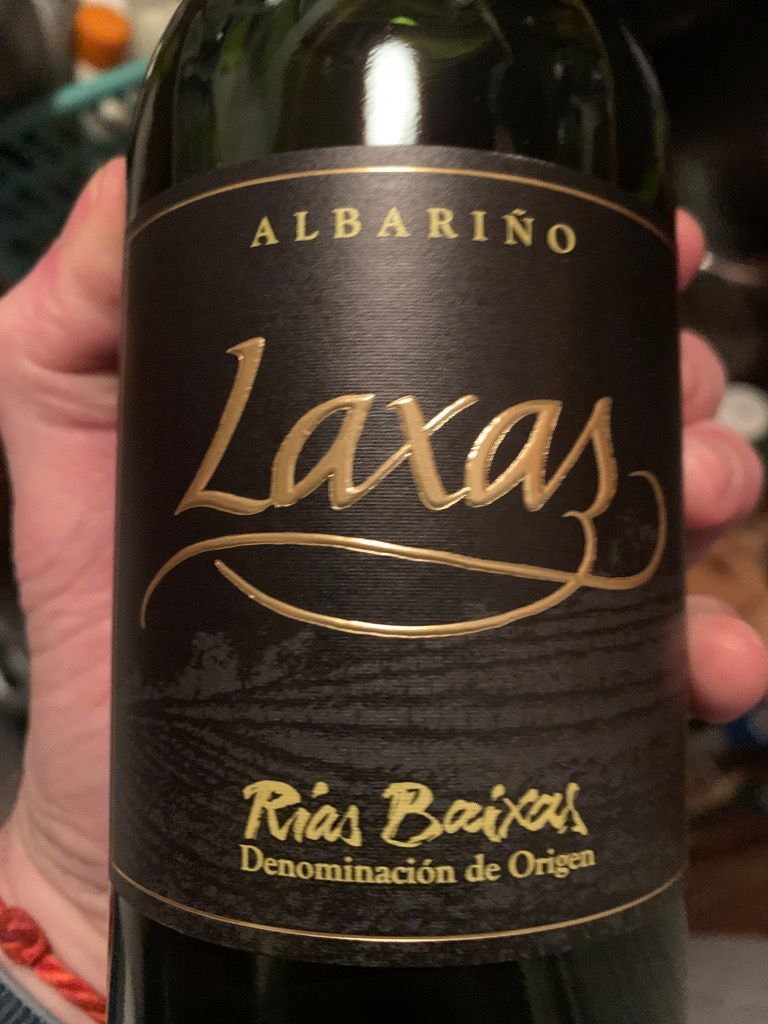 ALBARIÑO
Laxas
Rías Baixas
Denominación de Origen